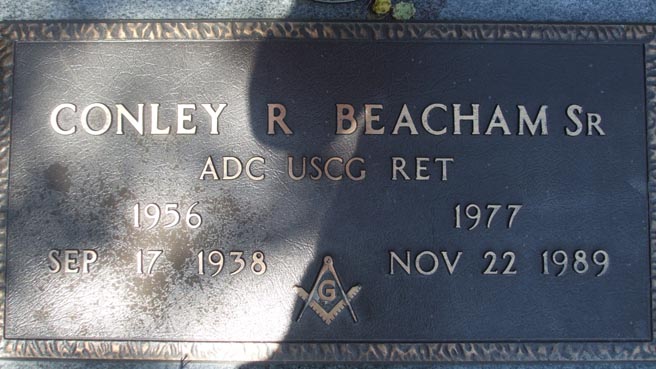 CONLEY R BEACHAM SR
ADC USCG RET
1956 1977
SEP 17 1938 NOV 22 1989
G